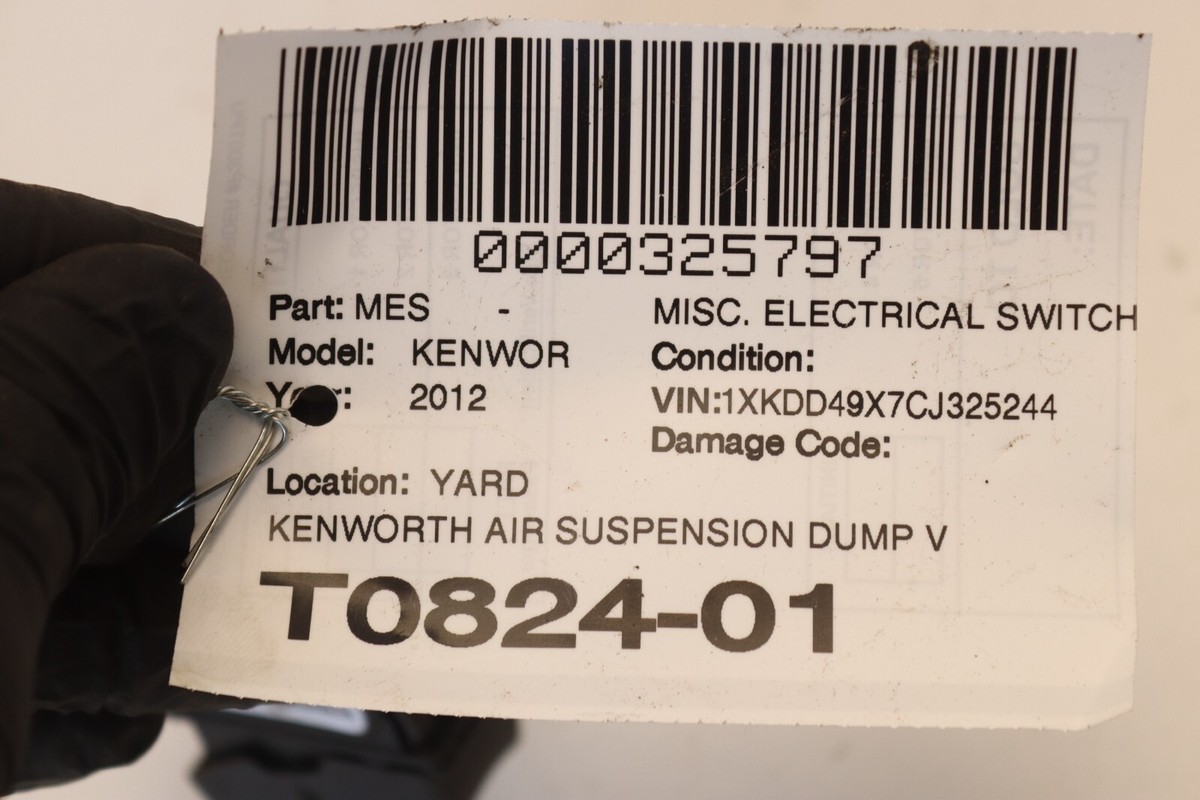 0000325797
Part: MES - MISC. ELECTRICAL SWITCH
Model: KENWOR Condition:
Year: 2012 VIN:1XKDD49X7CJ325244
Damage Code:
Location: YARD
KENWORTH AIR SUSPENSION DUMP V
T0824-01